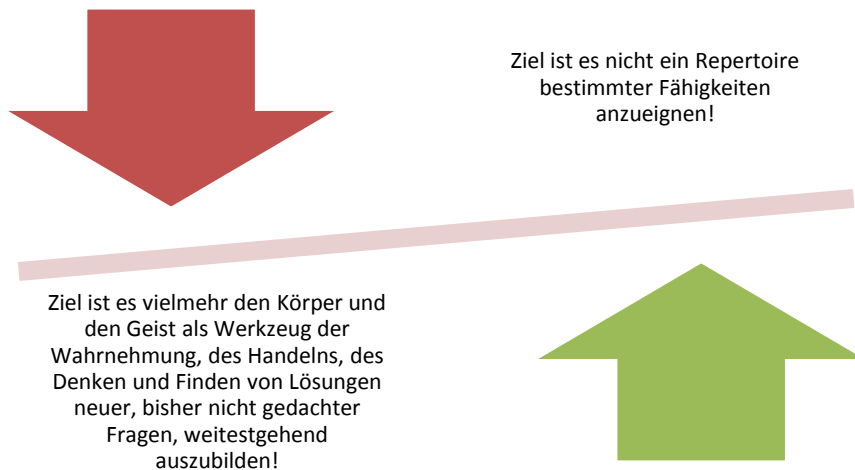 Ziel ist es nicht ein Repertoire
bestimmter Fähigkeiten
anzueignen!
Ziel ist es vielmehr den Körper und
den Geist als Werkzeug der
Wahrnehmung, des Handelns, des
Denken und Finden von Lösungen
neuer, bisher nicht gedachter
Fragen, weitestgehend
auszubilden!